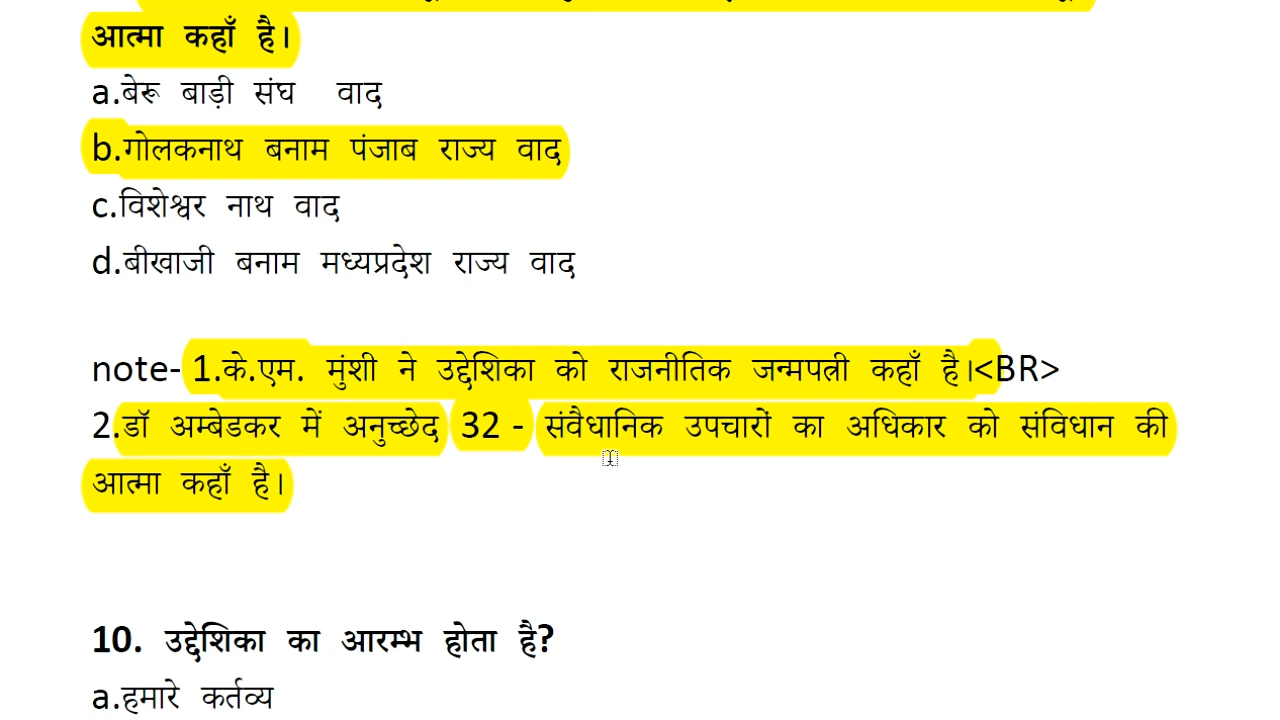 आत्मा कहाँ है।
a.बेरू बाड़ी संघ वाद
b.गोलकनाथ बनाम पंजाब राज्य वाद
c.विशेश्वर नाथ वाद
d.बीखाजी बनाम मध्यप्रदेश राज्य वाद
note- 1.के.एम. मुंशी ने उद्देशिका को राजनीतिक जन्मपत्री कहाँ है।<BR>
2.डॉ अम्बेडकर में अनुच्छेद 32 - संवैधानिक उपचारों का अधिकार को संविधान की
आत्मा कहाँ है।
10. उद्देशिका का आरम्भ होता है?
a.हमारे कर्तव्य